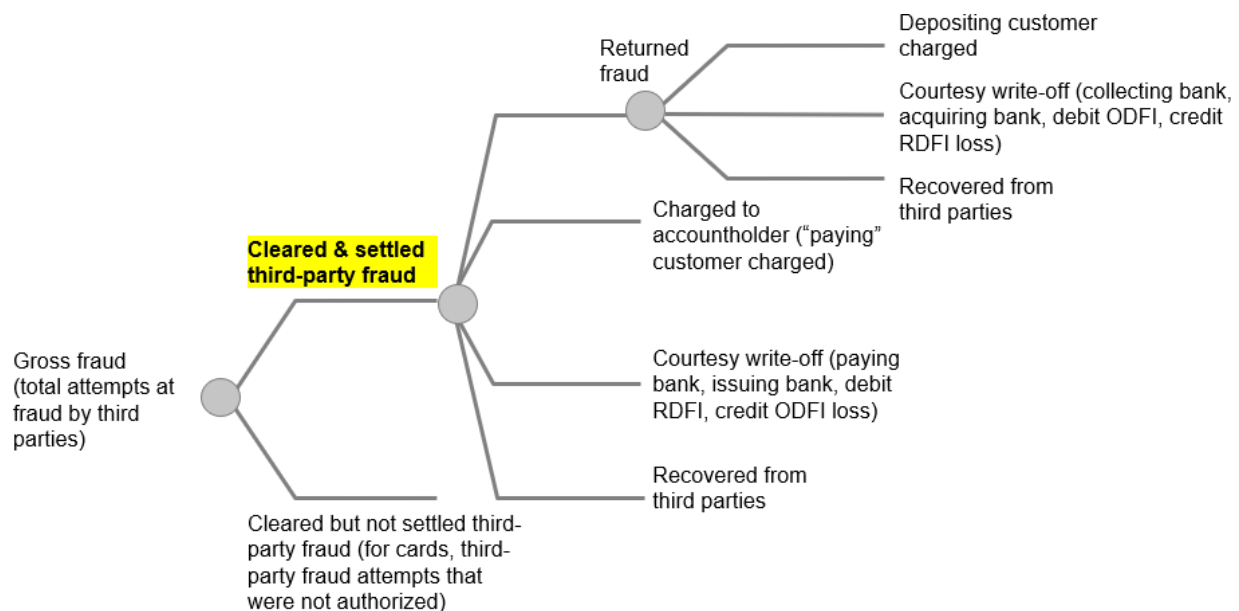 Depositing customer
charged
Returned
fraud
Courtesy write-off (collecting bank,
acquiring bank, debit ODFI, credit
RDFI loss)
Recovered from
third parties
Charged to
accountholder (“paying”
customer charged)
Cleared & settled
third-party fraud
Gross fraud
(total attempts at
fraud by third
parties)
Courtesy write-off (paying
bank, issuing bank, debit
RDFI, credit ODFI loss)
Recovered from
third parties
Cleared but not settled third-
party fraud (for cards, third-
party fraud attempts that
were not authorized)